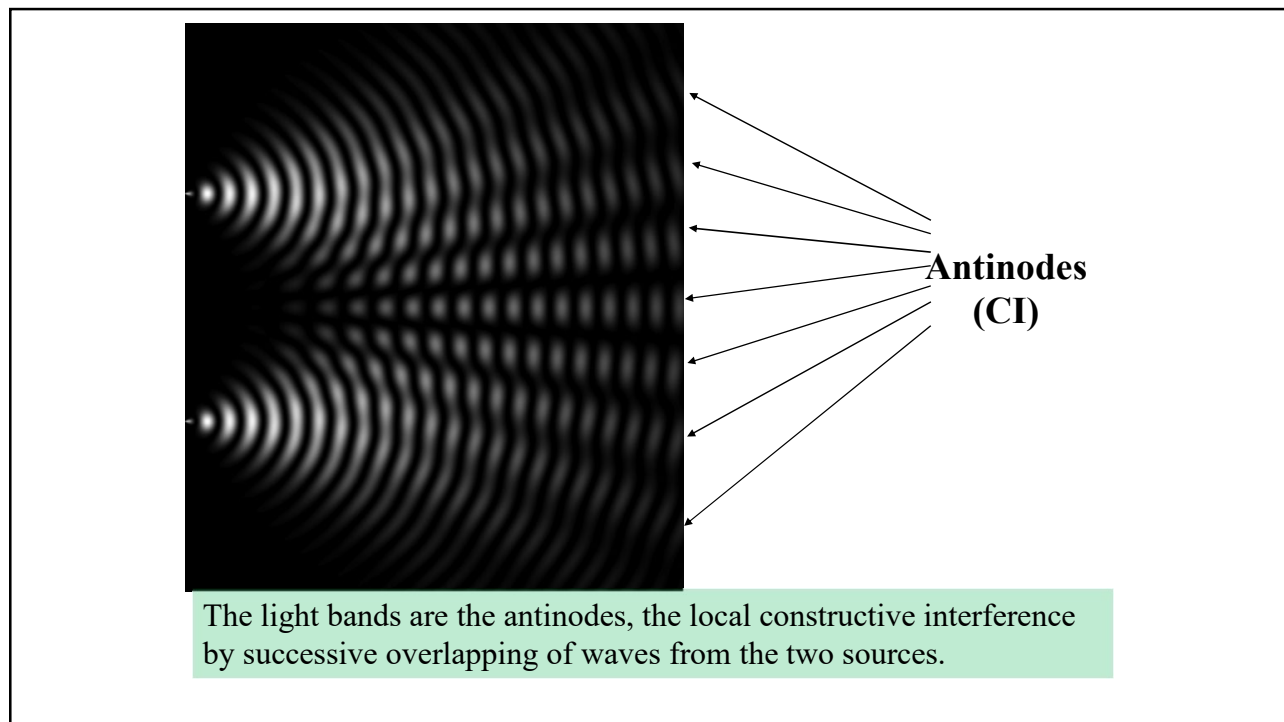 Antinodes
(CI)
The light bands are the antinodes, the local constructive interference
by successive overlapping of waves from the two sources.